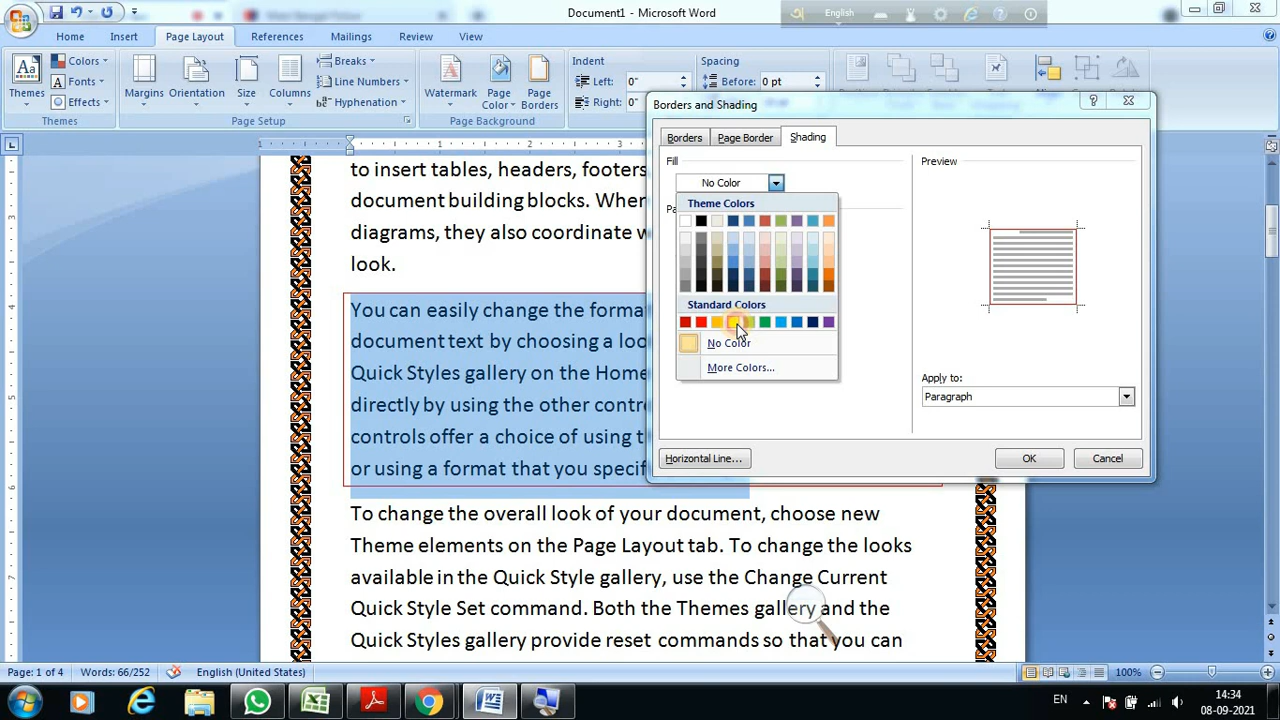 Document1 - Microsoft Word
English
Home
Insert
Page Layout
References
Mailings
Review
View
Themes
Colors
Fonts
Effects
Themes
Margins
Orientation
Size
Columns
Breaks
Line Numbers
Hyphenation
Page Setup
Watermark
Page
Color
Page
Borders
Page Background
Indent
Left: 0"
Right: 0"
Spacing
Before: 0 pt
Borders and Shading
Borders
Page Border
Shading
Fill
No Color
Theme Colors
Standard Colors
No Color
More Colors...
Preview
Apply to:
Paragraph
Horizontal Line...
OK
Cancel
to insert tables, headers, footers
document building blocks. Wher
diagrams, they also coordinate w
look.
You can easily change the forma
document text by choosing a loo
Quick Styles gallery on the Home
directly by using the other contr
controls offer a choice of using t
or using a format that you specif
To change the overall look of your document, choose new
Theme elements on the Page Layout tab. To change the looks
available in the Quick Style gallery, use the Change Current
Quick Style Set command. Both the Themes gallery and the
Quick Styles gallery provide reset commands so that you can
Page: 1 of 4
Words: 66/252
English (United States)
100%
EN
14:34
08-09-2021